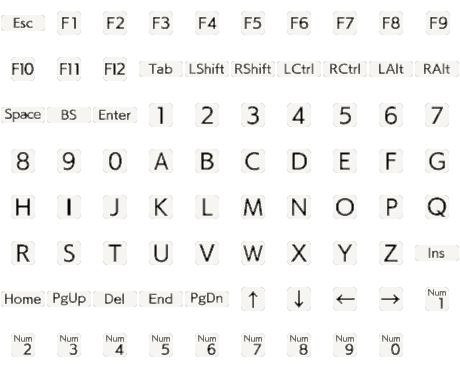 Esc F1 F2 F3 F4 F5 F6 F7 F8 F9
F10 F11 F12 Tab LShift RShift LCtrl RCtrl LAlt RAlt
Space BS Enter 1 2 3 4 5 6 7
8 9 0 A B C D E F G
H I J K L M N O P Q
R S T U V W X Y Z Ins
Home PgUp Del End PgDn ↑ ↓ ← → Num 1
Num 2 Num 3 Num 4 Num 5 Num 6 Num 7 Num 8 Num 9 Num 0